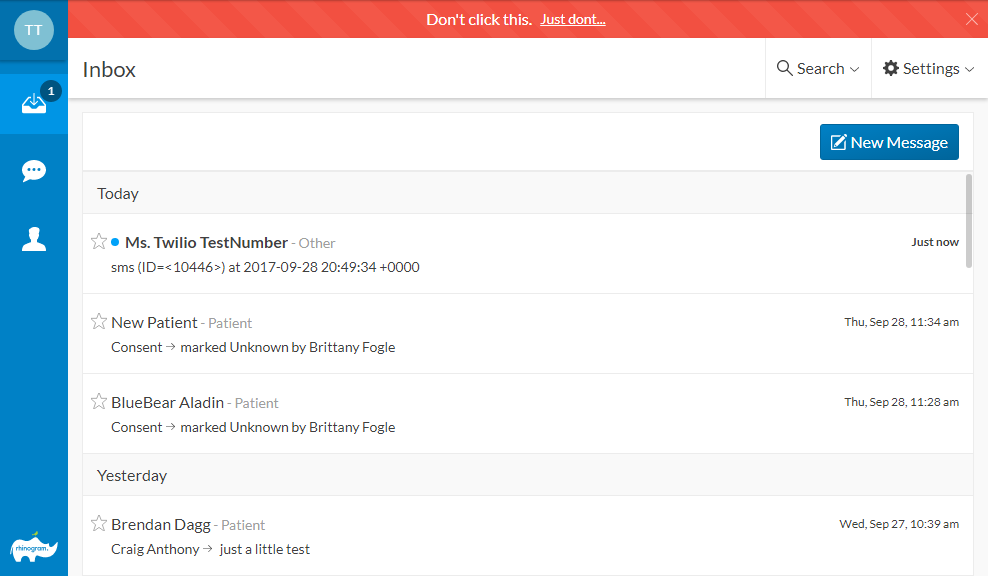 TT
Don't click this. Just dont...
Inbox
Search
Settings
1
New Message
Today
Ms. Twilio TestNumber - Other
Just now
sms (ID=<10446>) at 2017-09-28 20:49:34 +0000
New Patient - Patient
Thu, Sep 28, 11:34 am
Consent → marked Unknown by Brittany Fogle
BlueBear Aladin - Patient
Thu, Sep 28, 11:28 am
Consent → marked Unknown by Brittany Fogle
Yesterday
Brendan Dagg - Patient
Wed, Sep 27, 10:39 am
Craig Anthony → just a little test
rhinogram